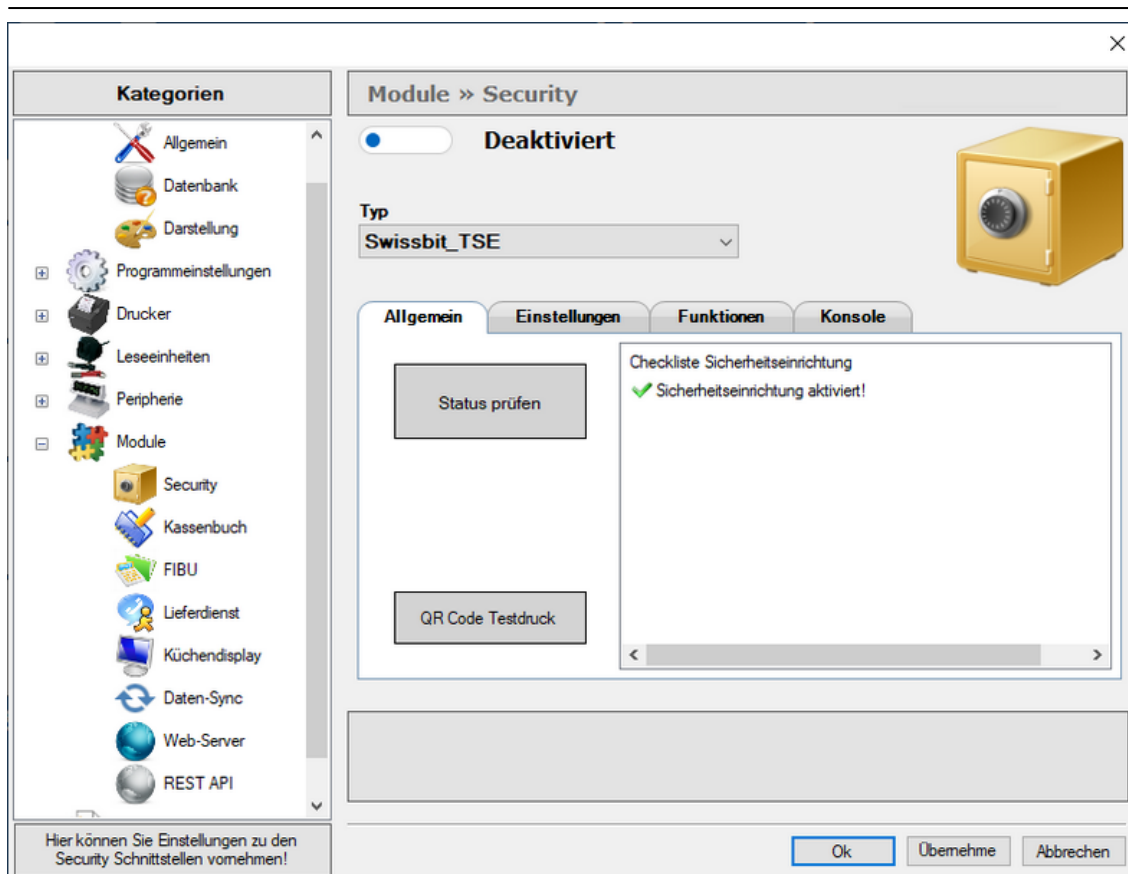 Kategorien
Allgemein
Datenbank
Darstellung
Programmeinstellungen
Drucker
Leseeinheiten
Peripherie
Module
Security
Kassenbuch
FIBU
Lieferdienst
Küchendisplay
Daten-Sync
Web-Server
REST API
Hier können Sie Einstellungen zu den
Security Schnittstellen vornehmen!
Module » Security
Deaktiviert
Typ
Swissbit_TSE
Allgemein Einstellungen Funktionen Konsole
Status prüfen
QR Code Testdruck
Checkliste Sicherheitseinrichtung
Sicherheitseinrichtung aktiviert!
Ok Übernehme Abbrechen